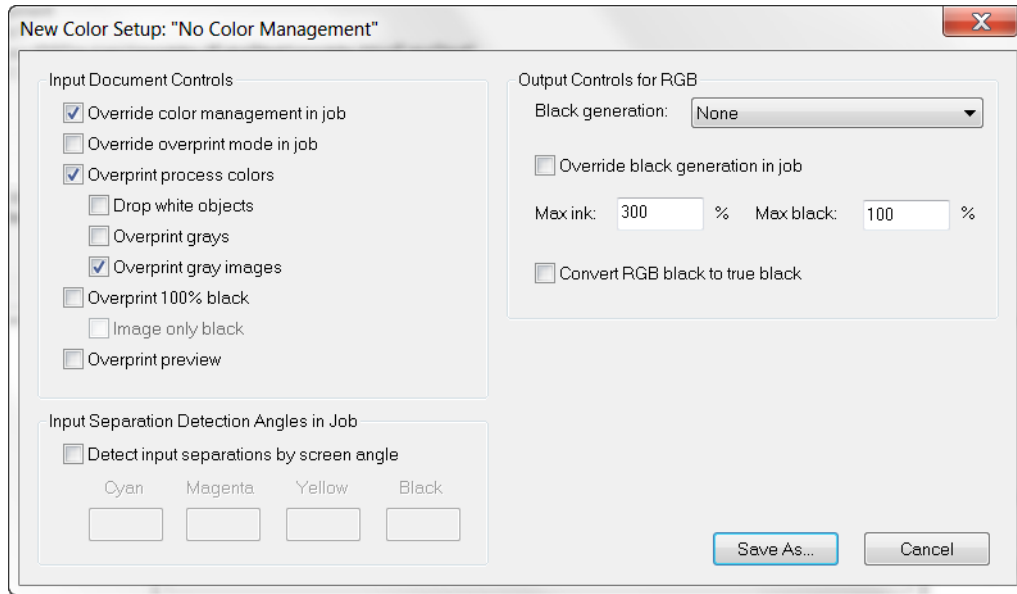 New Color Setup: "No Color Management"
Input Document Controls
Override color management in job
Override overprint mode in job
Overprint process colors
Drop white objects
Overprint grays
Overprint gray images
Overprint 100% black
Image only black
Overprint preview
Input Separation Detection Angles in Job
Detect input separations by screen angle
Cyan Magenta Yellow Black
Output Controls for RGB
Black generation: None
Override black generation in job
Max ink: 300 % Max black: 100 %
Convert RGB black to true black
Save As... Cancel